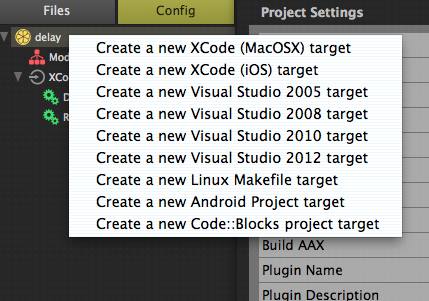 Files
Config
Project Settings
delay
Create a new XCode (MacOSX) target
Create a new XCode (iOS) target
Create a new Visual Studio 2005 target
Create a new Visual Studio 2008 target
Create a new Visual Studio 2010 target
Create a new Visual Studio 2012 target
Create a new Linux Makefile target
Create a new Android Project target
Create a new Code::Blocks project target
Mod
XCo
D
R
Build AAX
Plugin Name
Plugin Description